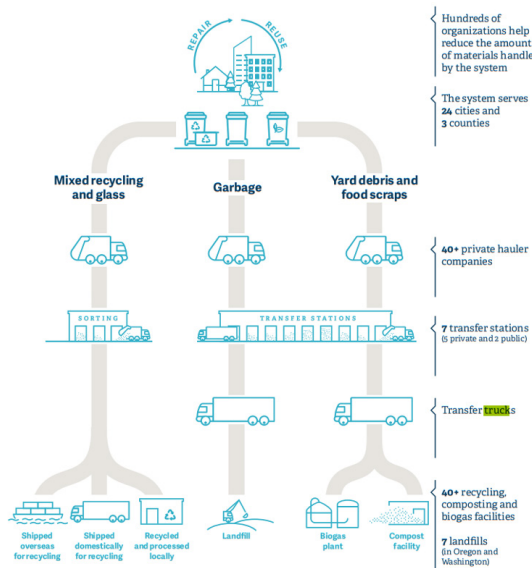 REPAIR
REUSE
Hundreds of
organizations help
reduce the amount
of materials handle
by the system
The system serves
24 cities and
3 counties
Mixed recycling
and glass
Garbage
Yard debris and
food scraps
40+ private hauler
companies
SORTING
TRANSFER STATIONS
7 transfer stations
(5 private and 2 public)
Transfer trucks
40+ recycling,
composting and
biogas facilities
Shipped
overseas
for recycling
Shipped
domestically
for recycling
Recycled
and processed
locally
Landfill
Biogas
plant
Compost
facility
7 landfills
(in Oregon and
Washington)